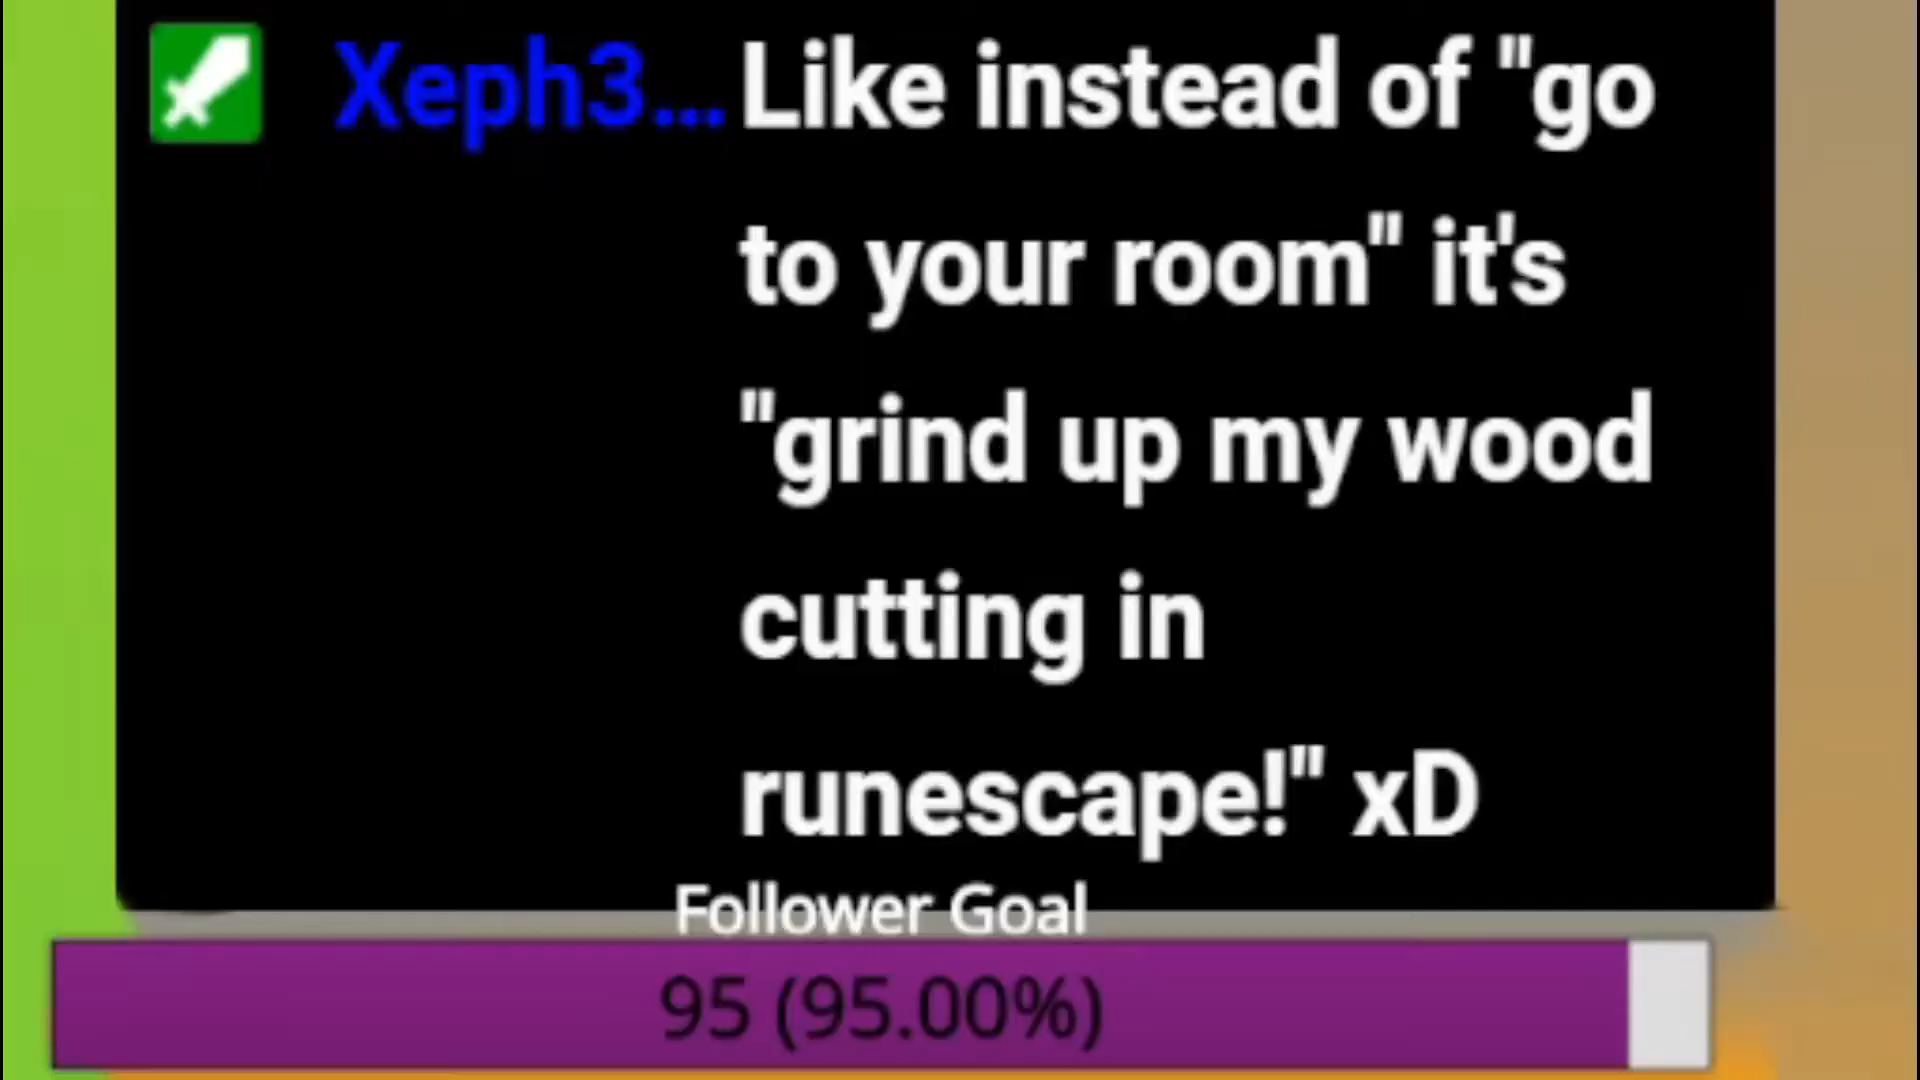 Xeph3... Like instead of "go
to your room" it's
"grind up my wood
cutting in
runescape!" xD
Follower Goal
95 (95.00%)